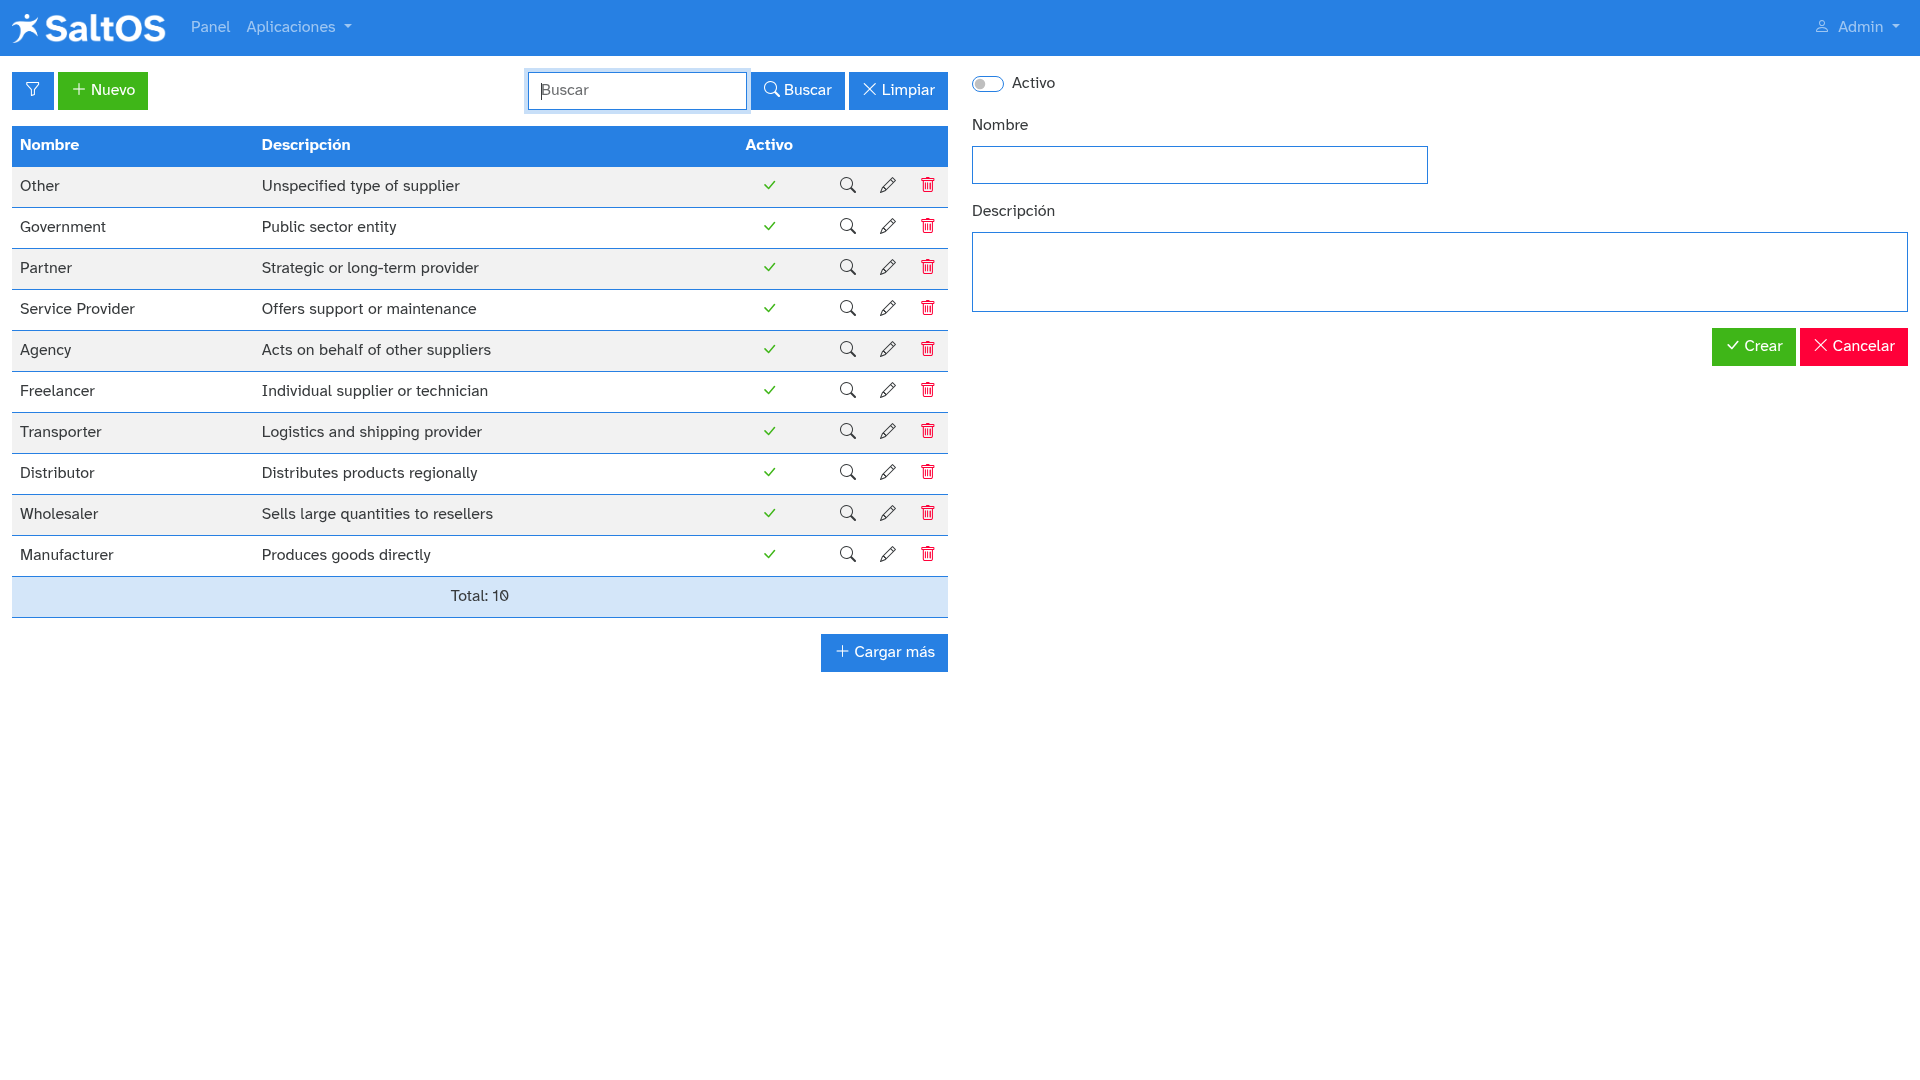 SaltOS Panel Aplicaciones Admin
Nuevo Buscar Buscar Limpiar
Nombre Descripción Activo
Other Unspecified type of supplier
Government Public sector entity
Partner Strategic or long-term provider
Service Provider Offers support or maintenance
Agency Acts on behalf of other suppliers
Freelancer Individual supplier or technician
Transporter Logistics and shipping provider
Distributor Distributes products regionally
Wholesaler Sells large quantities to resellers
Manufacturer Produces goods directly
Total: 10
Cargar más
Activo
Nombre
Descripción
Crear Cancelar